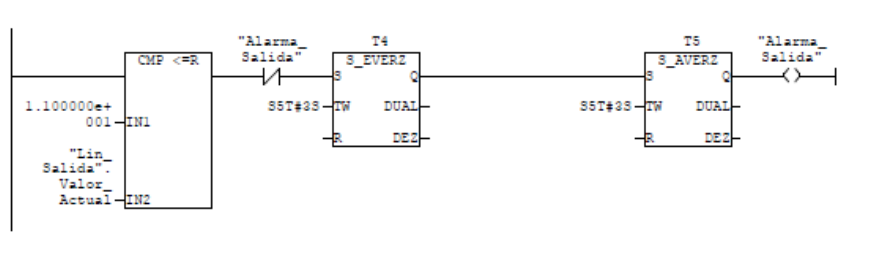 "Alarma_
Salida"
T4
T5
"Alarma_
Salida"
CMP <=R
S_EVERZ
S_AVERZ
S
Q
S
Q
1.100000e+
001
IN1
S5T#3S
TW
DUAL
S5T#3S
TW
DUAL
R
DEZ
R
DEZ
"Lin_
Salida".
Valor_
Actual
IN2